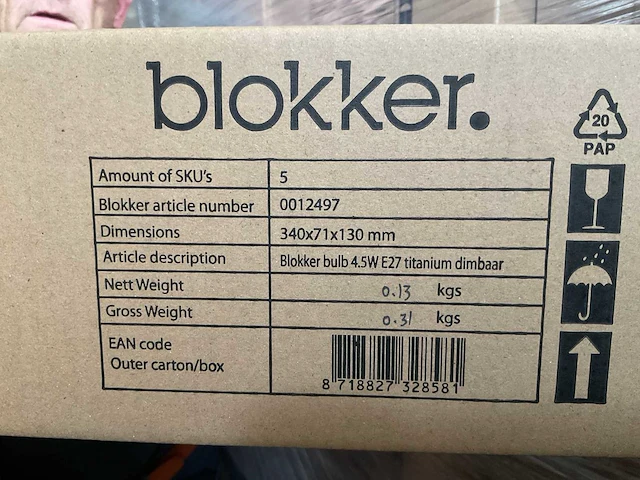 blokker.
20
PAP
Amount of SKU's 5
Blokker article number 0012497
Dimensions 340x71x130 mm
Article description Blokker bulb 4.5W E27 titanium dimbaar
Nett Weight 0.13 kgs
Gross Weight 0.31 kgs
EAN code
Outer carton/box
8 718827 328581